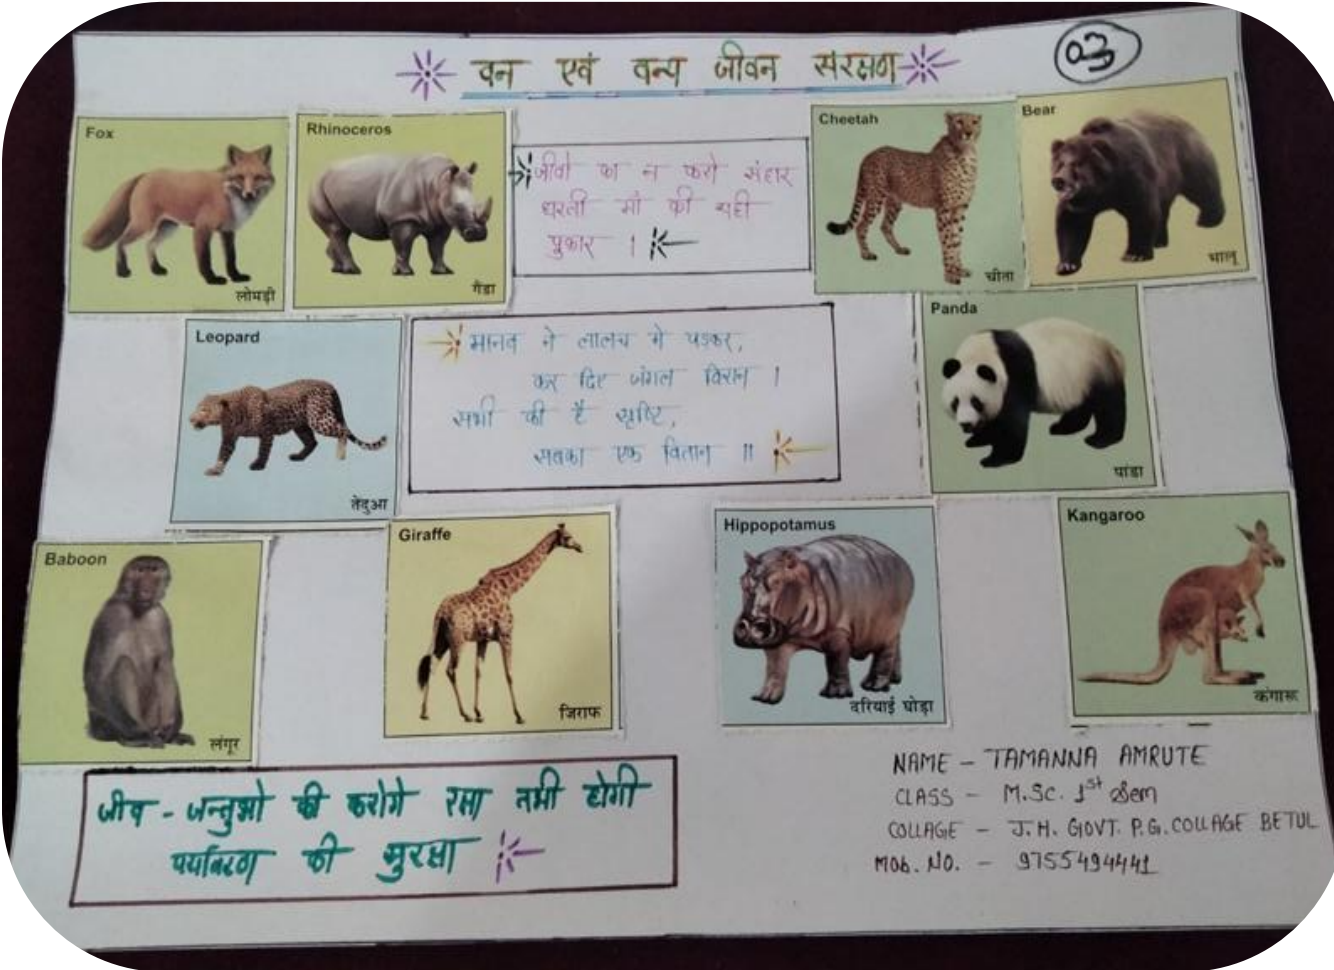 वन एवं वन्य जीवन संरक्षण
03
Fox
लोमड़ी
Rhinoceros
गैंडा
जीवो का न करो संहार
धरती माँ की यही
पुकार ।
Cheetah
चीता
Bear
भालू
Leopard
तेंदुआ
मानव ने लालच मे पड़कर,
कर दिए जंगल विरान ।
सभी की है सृष्टि,
सबका एक वितान ॥
Panda
पांडा
Baboon
लंगूर
Giraffe
जिराफ
Hippopotamus
दरियाई घोड़ा
Kangaroo
कंगारू
जीव - जन्तुओ की करोगे रक्षा तभी होगी
पर्यावरण की सुरक्षा
NAME - TAMANNA AMRUTE
CLASS - M.Sc. 1st Sem
COLLAGE - J.H. GOVT. P.G. COLLAGE BETUL
MOB. NO. - 9755494441